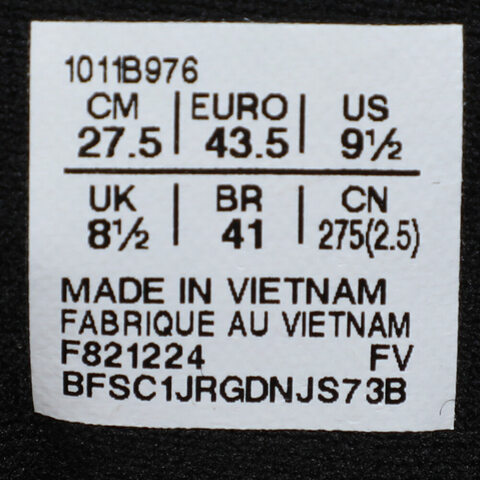 1011B976
CM | EURO | US
27.5 | 43.5 | 9½
UK | BR | CN
8½ | 41 | 275(2.5)
MADE IN VIETNAM
FABRIQUE AU VIETNAM
F821224 FV
BFSC1JRGDNJS73B